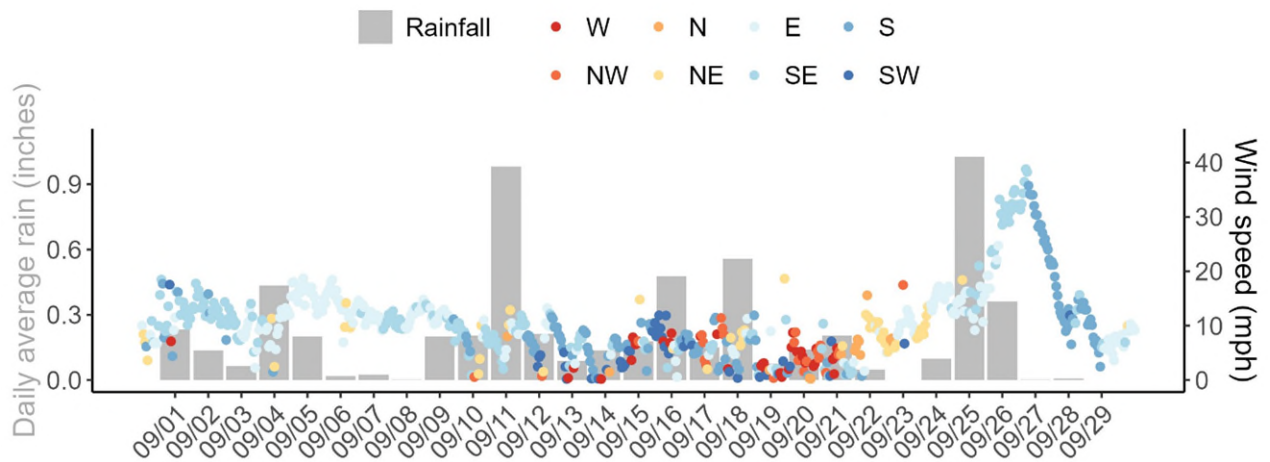 Rainfall W N E S
NW NE SE SW
Daily average rain (inches)
0.9
0.6
0.3
0.0
Wind speed (mph)
40
30
20
10
0
09/01 09/02 09/03 09/04 09/05 09/06 09/07 09/08 09/09 09/10 09/11 09/12 09/13 09/14 09/15 09/16 09/17 09/18 09/19 09/20 09/21 09/22 09/23 09/24 09/25 09/26 09/27 09/28 09/29